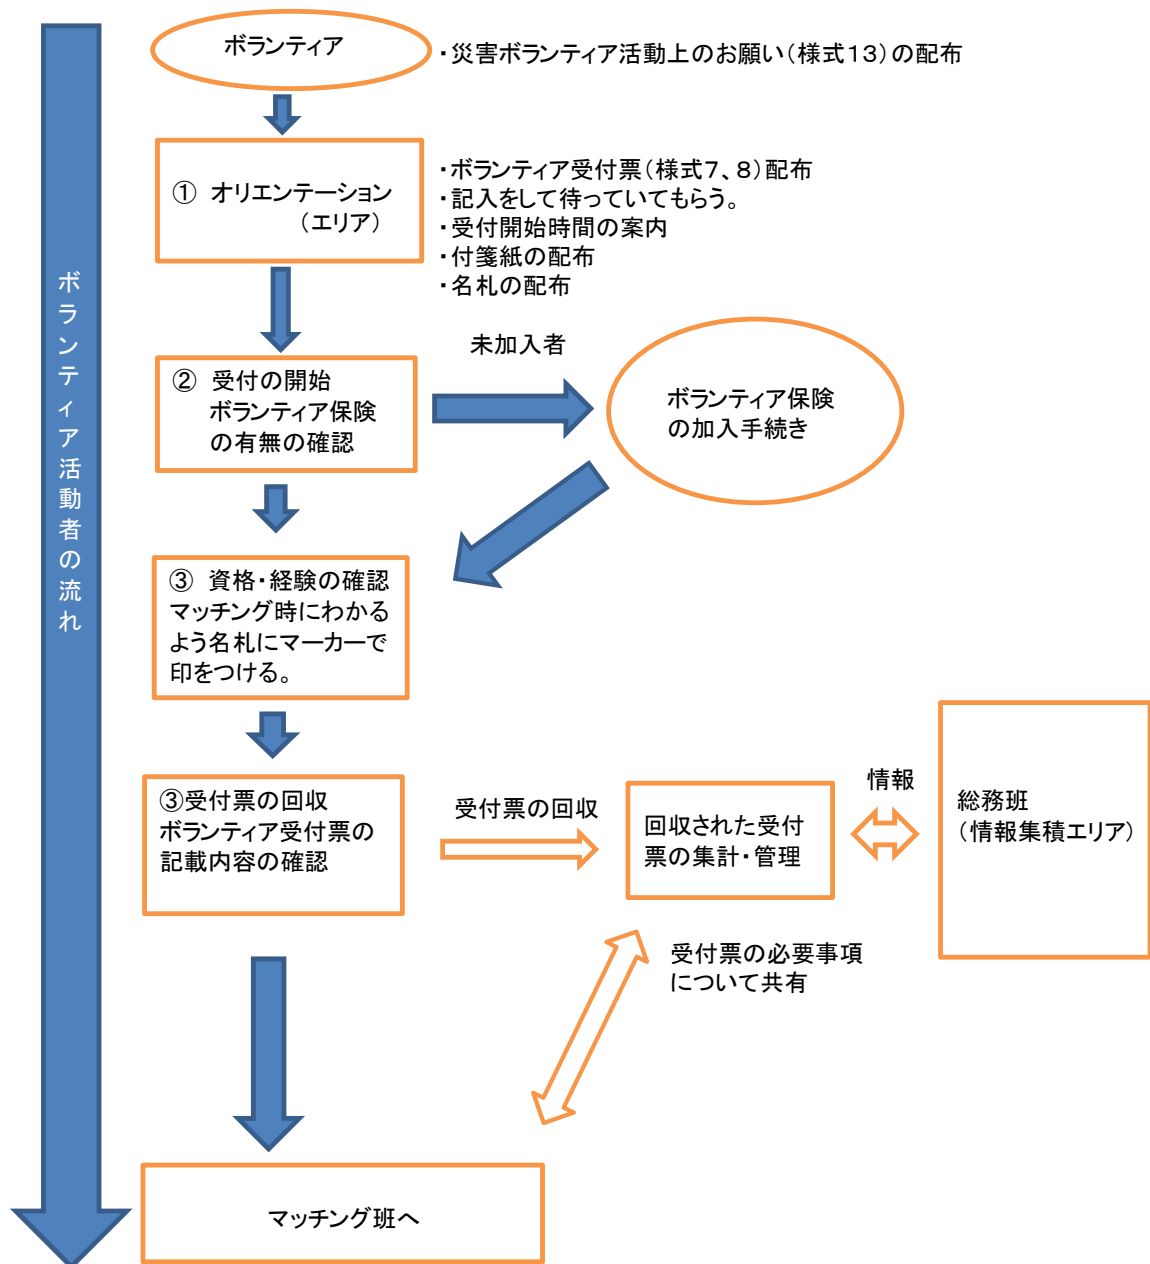 ボランティア
・災害ボランティア活動上のお願い(様式13)の配布
① オリエンテーション
(エリア)
・ボランティア受付票(様式7、8)配布
・記入をして待っていてもらう。
・受付開始時間の案内
・付箋紙の配布
・名札の配布
ボランティア活動者の流れ
② 受付の開始
ボランティア保険
の有無の確認
未加入者
ボランティア保険
の加入手続き
③ 資格・経験の確認
マッチング時にわかる
よう名札にマーカーで
印をつける。
③受付票の回収
ボランティア受付票の
記載内容の確認
受付票の回収
回収された受付
票の集計・管理
情報
総務班
(情報集積エリア)
受付票の必要事項
について共有
マッチング班へ